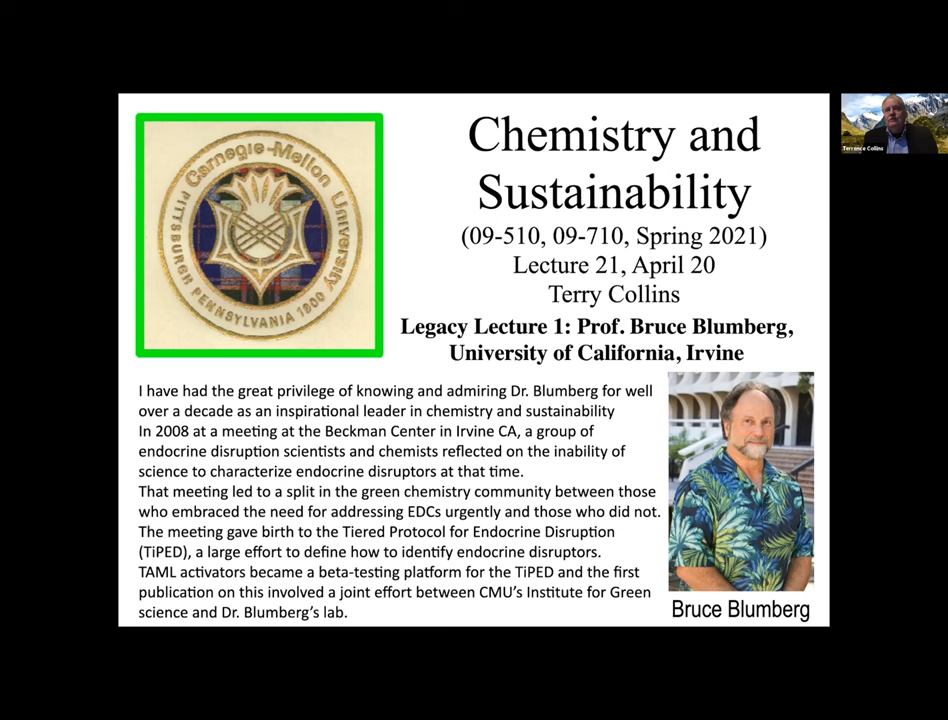 Carnegie-Mellon University
PITTSBURGH PENNSYLVANIA 1900
Chemistry and
Sustainability
(09-510, 09-710, Spring 2021)
Lecture 21, April 20
Terry Collins
Legacy Lecture 1: Prof. Bruce Blumberg,
University of California, Irvine
Terrence Collins
I have had the great privilege of knowing and admiring Dr. Blumberg for well
over a decade as an inspirational leader in chemistry and sustainability
In 2008 at a meeting at the Beckman Center in Irvine CA, a group of
endocrine disruption scientists and chemists reflected on the inability of
science to characterize endocrine disruptors at that time.
That meeting led to a split in the green chemistry community between those
who embraced the need for addressing EDCs urgently and those who did not.
The meeting gave birth to the Tiered Protocol for Endocrine Disruption
(TiPED), a large effort to define how to identify endocrine disruptors.
TAML activators became a beta-testing platform for the TiPED and the first
publication on this involved a joint effort between CMU's Institute for Green
science and Dr. Blumberg's lab.
Bruce Blumberg